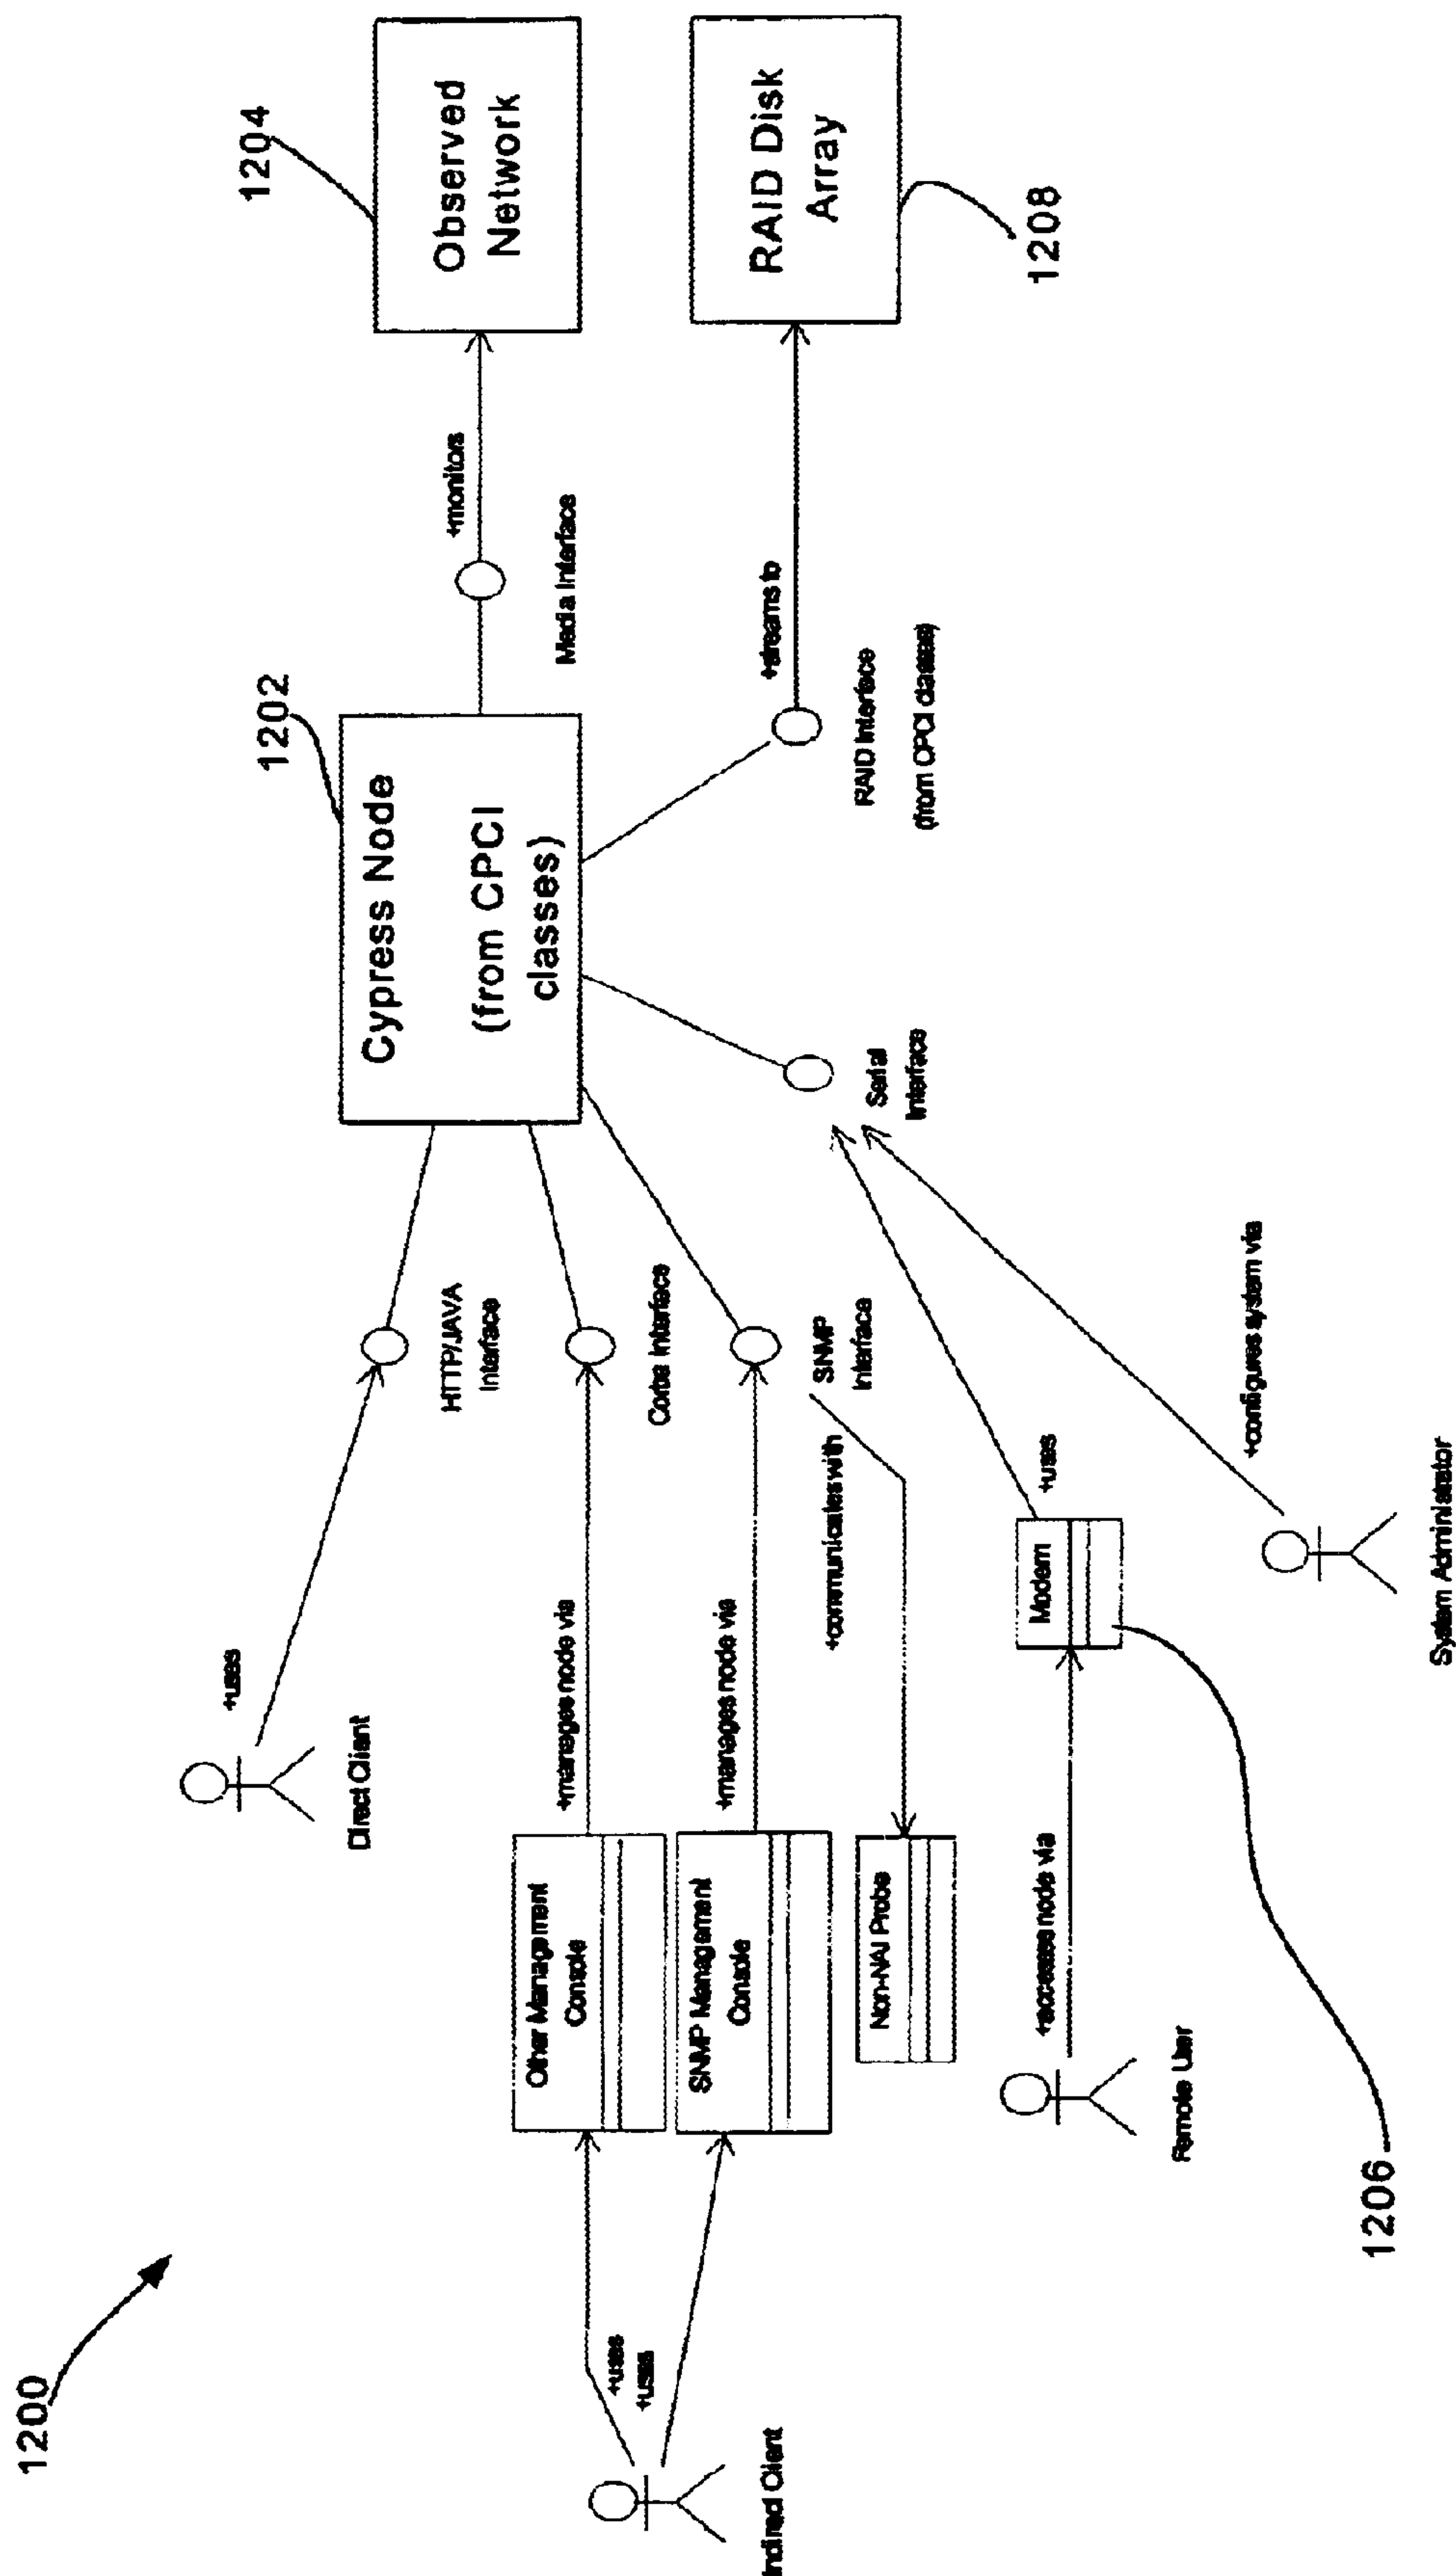 1200
Direct Client
+uses
HTTP/JAVA
Interface
Cypress Node
(from CPCI
classes)
1202
+monitors
Media Interface
Observed
Network
1204
Indirect Client
+uses
+uses
Other Management
Console
+manages node via
Corba Interface
SNMP Management
Console
+manages node via
SNMP
Interface
Non-NAI Probe
+communicates with
Serial
Interface
+streams to
RAID Interface
(from CPCI classes)
RAID Disk
Array
1208
Remote User
+accesses node via
Modem
+uses
1206
System Administrator
+configures system via